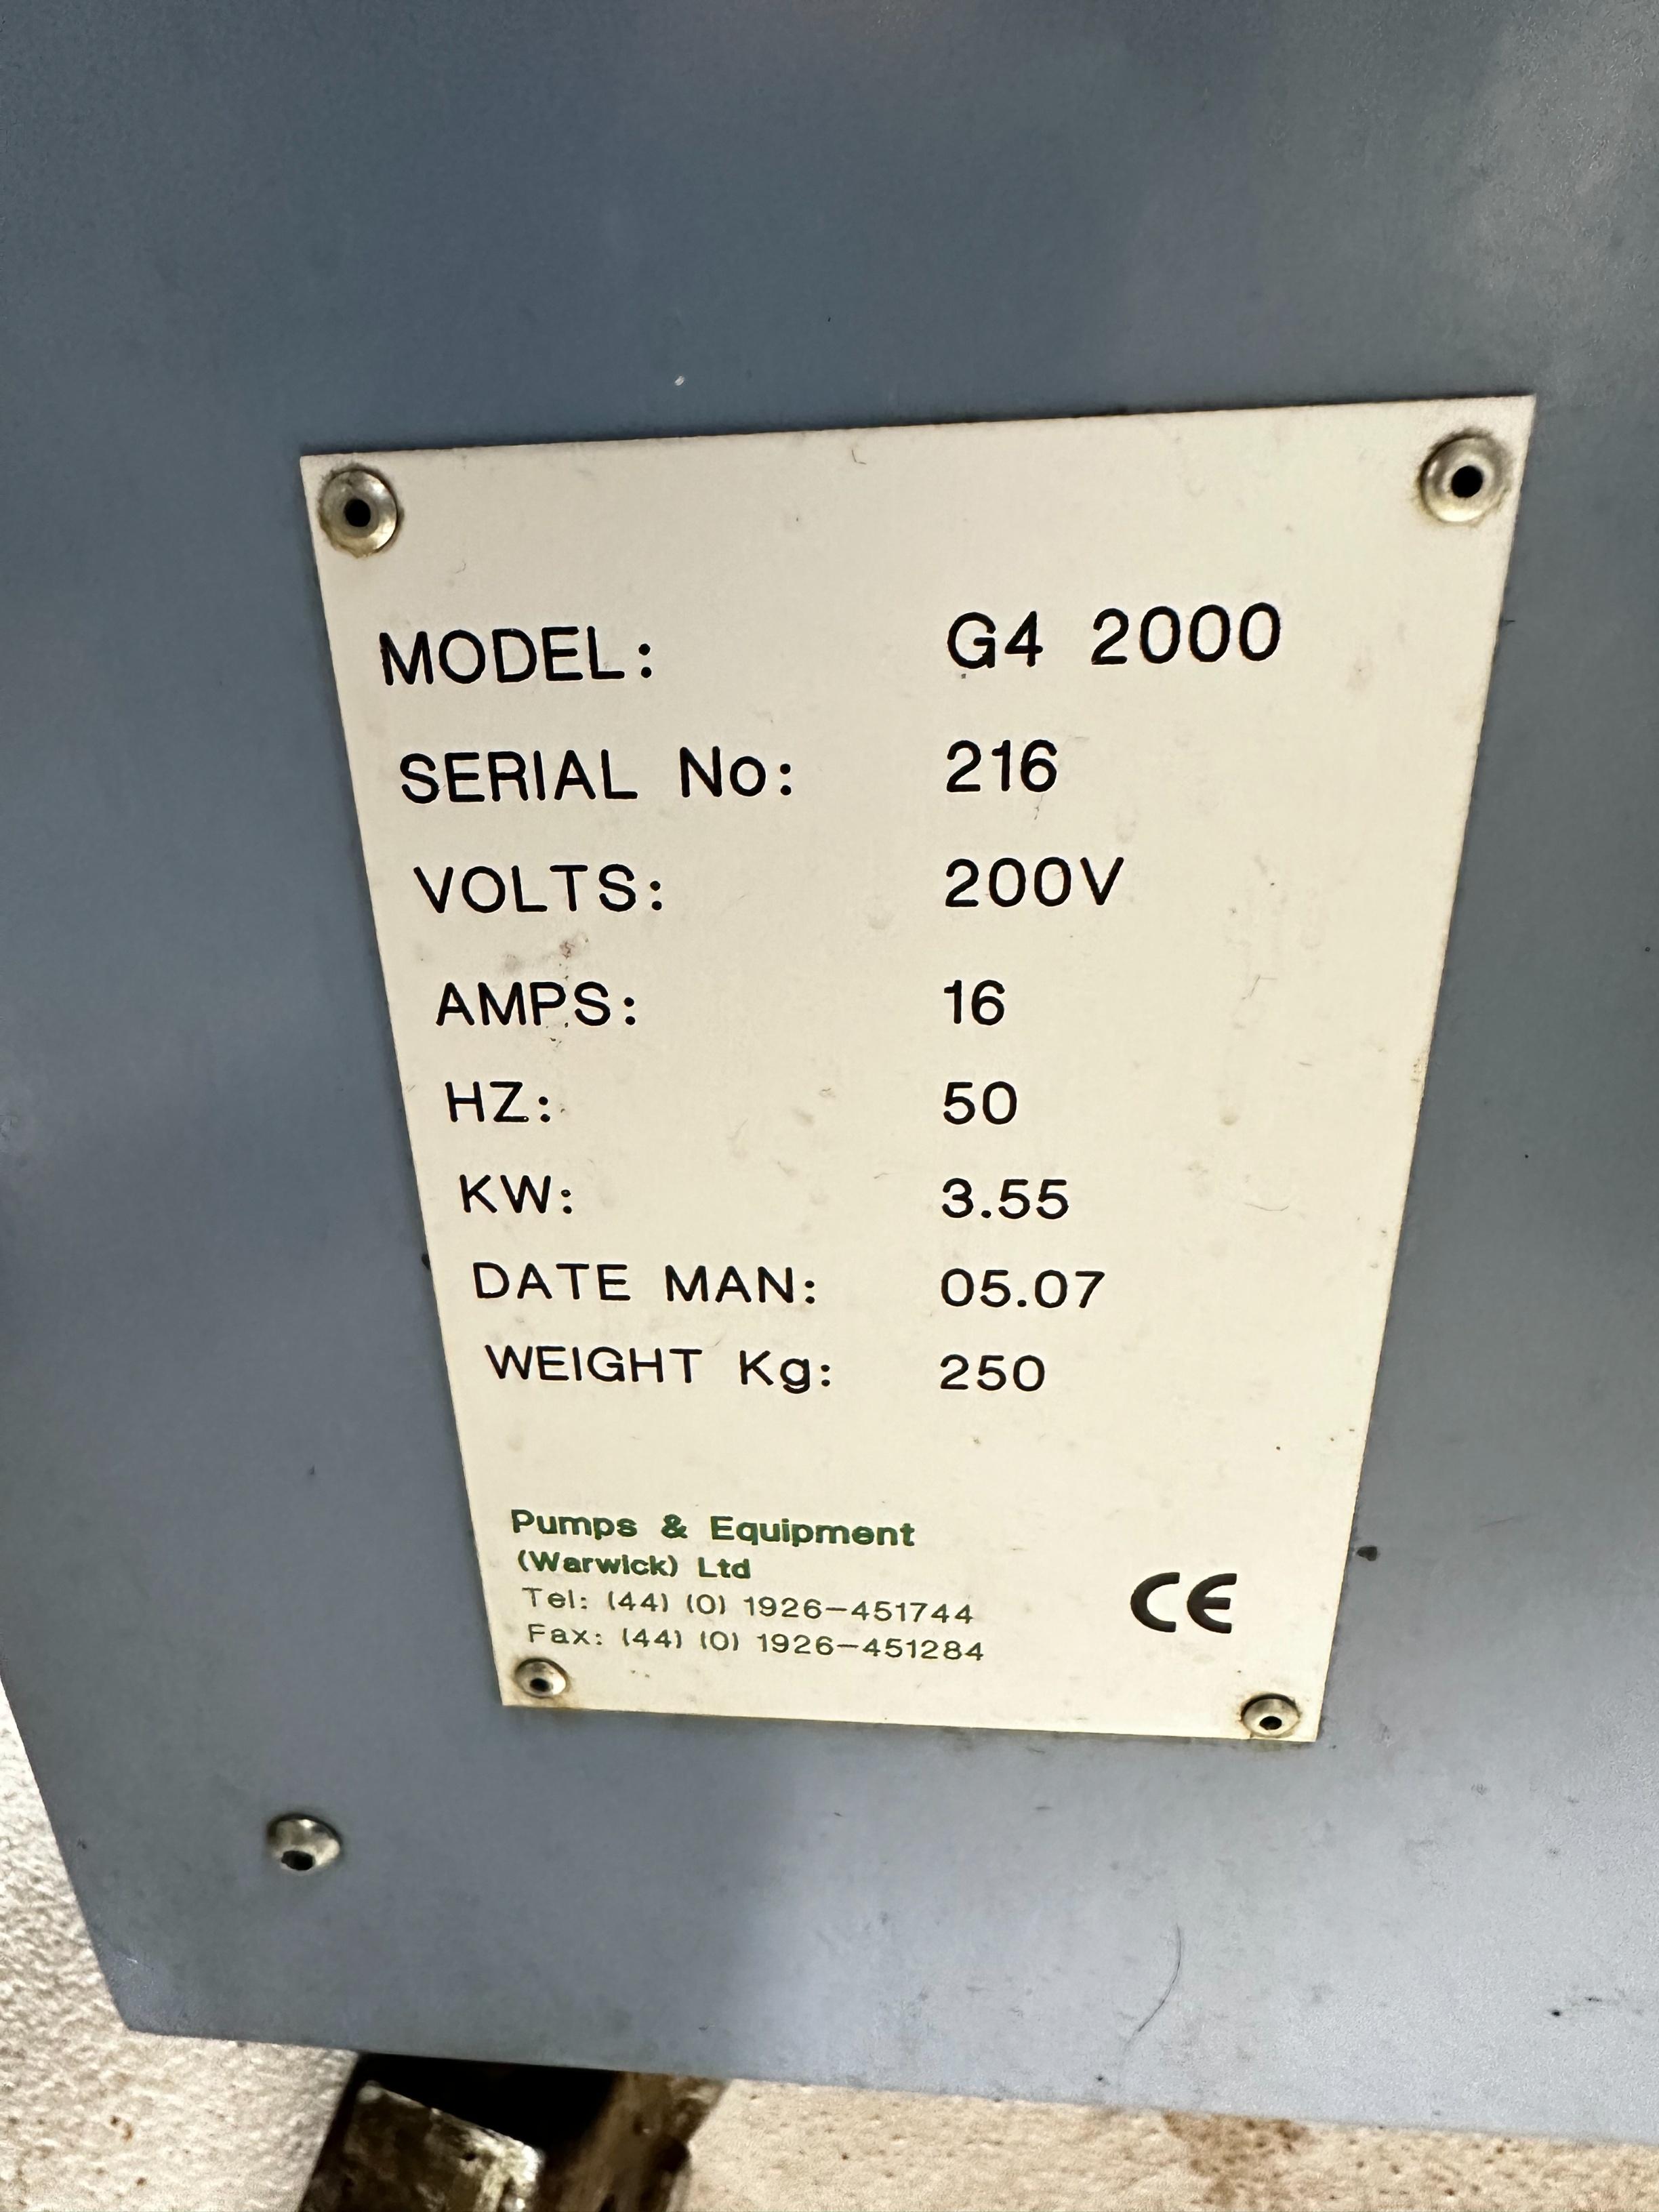 MODEL: G4 2000
SERIAL No: 216
VOLTS: 200V
AMPS: 16
HZ: 50
KW: 3.55
DATE MAN: 05.07
WEIGHT Kg: 250
Pumps & Equipment
(Warwick) Ltd
Tel: (44) (0) 1926-451744
Fax: (44) (0) 1926-451284
CE